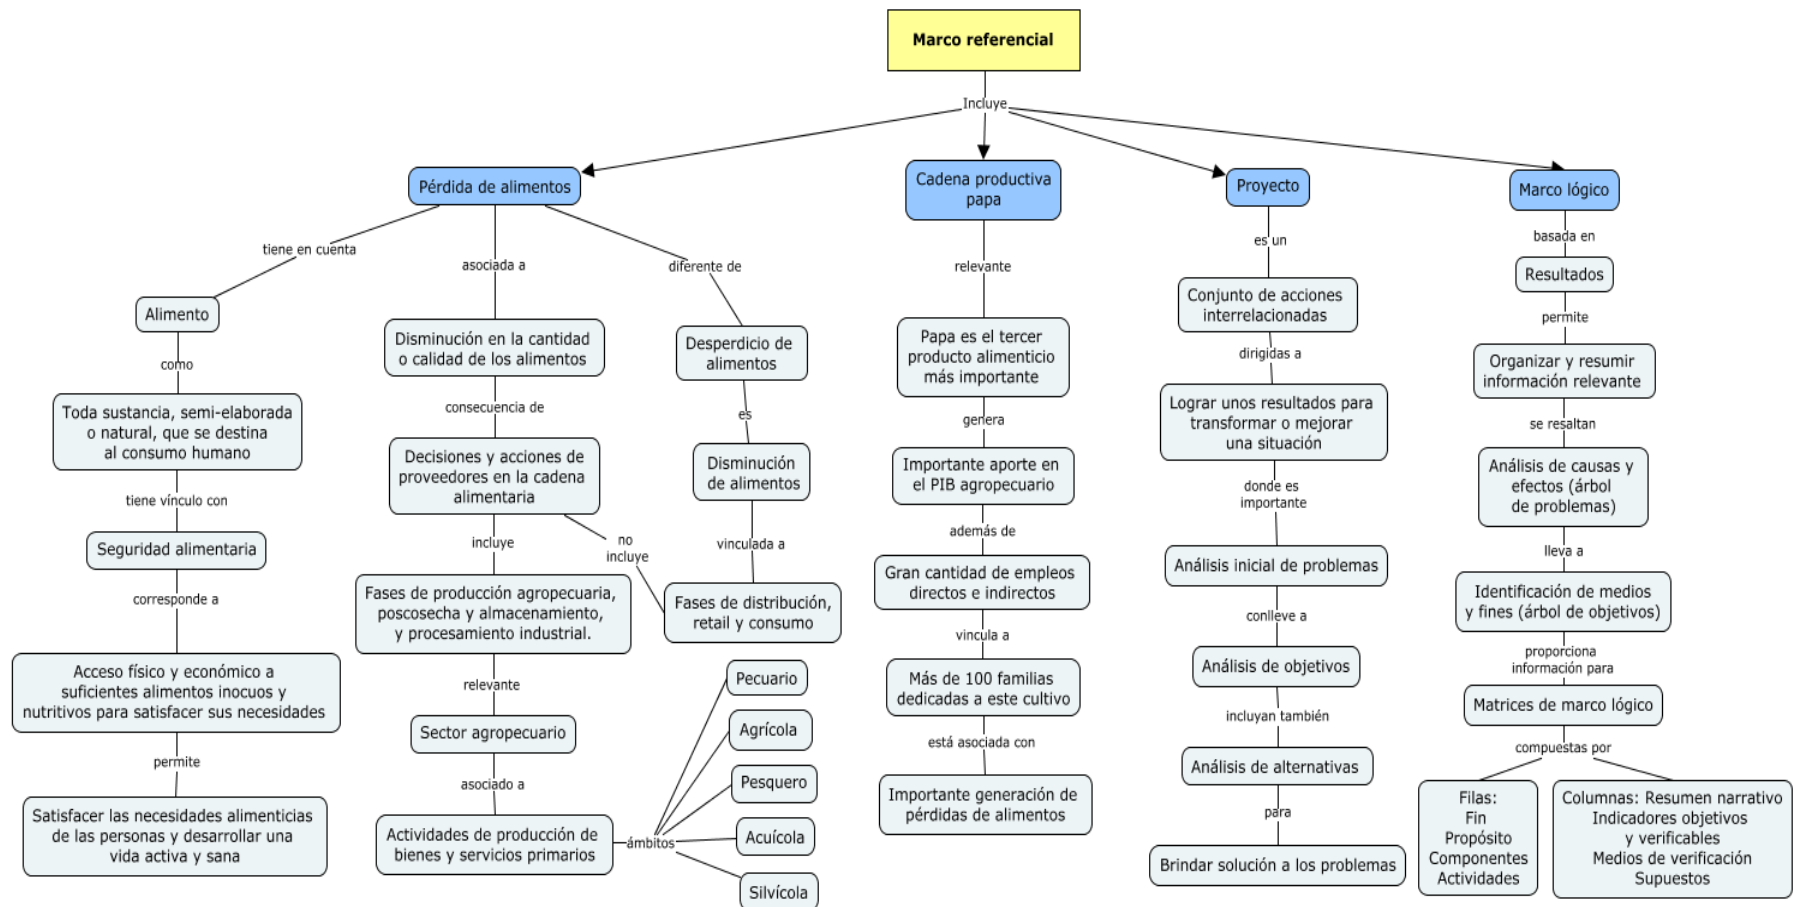 Marco referencial
Incluye
Pérdida de alimentos
Cadena productiva
papa
Proyecto
Marco lógico
tiene en cuenta
asociada a
diferente de
relevante
es un
basada en
Alimento
Disminución en la cantidad
o calidad de los alimentos
Desperdicio de
alimentos
Papa es el tercer
producto alimenticio
más importante
Conjunto de acciones
interrelacionadas
Resultados
como
consecuencia de
es
genera
dirigidas a
permite
Toda sustancia, semi-elaborada
o natural, que se destina
al consumo humano
Decisiones y acciones de
proveedores en la cadena
alimentaria
Disminución
de alimentos
Importante aporte en
el PIB agropecuario
Lograr unos resultados para
transformar o mejorar
una situación
Organizar y resumir
información relevante
tiene vínculo con
incluye
no
incluye
vinculada a
además de
donde es
importante
se resaltan
Seguridad alimentaria
Fases de producción agropecuaria,
poscosecha y almacenamiento,
y procesamiento industrial.
Fases de distribución,
retail y consumo
Gran cantidad de empleos
directos e indirectos
Análisis inicial de problemas
Análisis de causas y
efectos (árbol
de problemas)
corresponde a
relevante
vincula a
conlleve a
lleva a
Acceso físico y económico a
suficientes alimentos inocuos y
nutritivos para satisfacer sus necesidades
Sector agropecuario
Más de 100 familias
dedicadas a este cultivo
Análisis de objetivos
Identificación de medios
y fines (árbol de objetivos)
permite
asociado a
está asociada con
incluyan también
proporciona
información para
Satisfacer las necesidades alimenticias
de las personas y desarrollar una
vida activa y sana
Actividades de producción de
bienes y servicios primarios
ámbitos
Pecuario
Agrícola
Pesquero
Acuícola
Silvícola
Importante generación de
pérdidas de alimentos
Análisis de alternativas
para
Brindar solución a los problemas
Matrices de marco lógico
compuestas por
Filas:
Fin
Propósito
Componentes
Actividades
Columnas: Resumen narrativo
Indicadores objetivos
y verificables
Medios de verificación
Supuestos